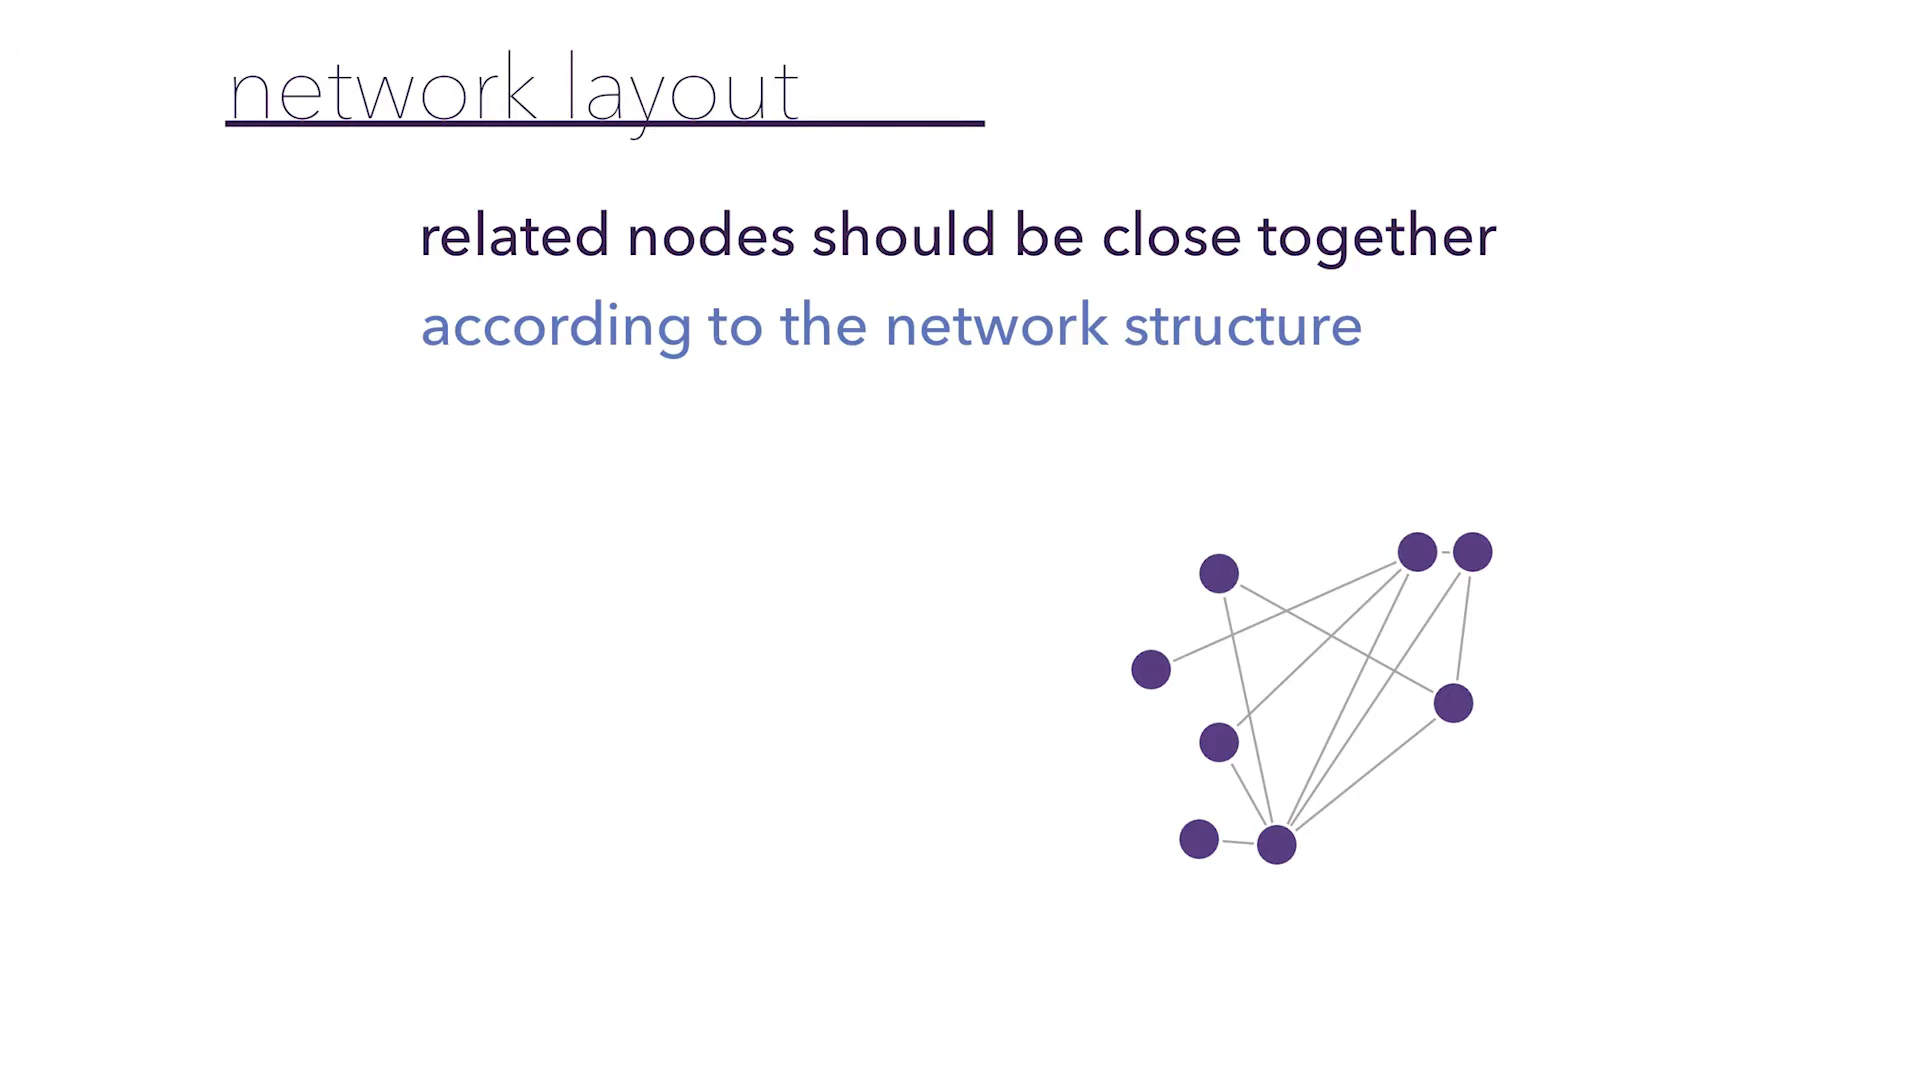 network layout
related nodes should be close together
according to the network structure